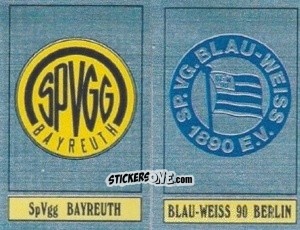 SPVGG
BAYREUTH
SP.VG. BLAU-WEISS
1890 E.V.
STICKERSONE.COM
SpVgg BAYREUTH
BLAU-WEISS 90 BERLIN